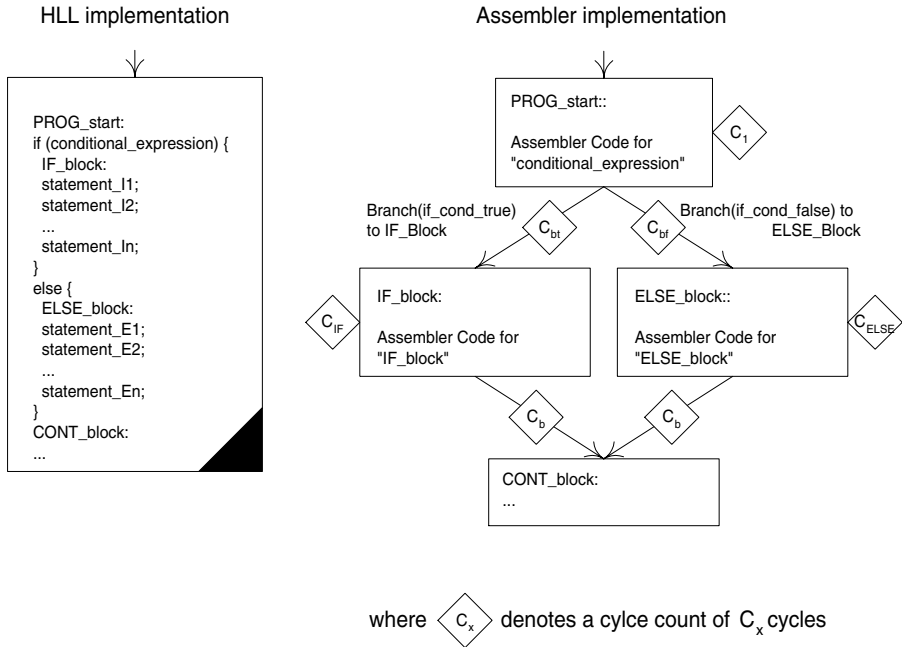 HLL implementation
PROG_start:
if (conditional_expression) {
IF_block:
statement_I1;
statement_I2;
...
statement_In;
}
else {
ELSE_block:
statement_E1;
statement_E2;
...
statement_En;
}
CONT_block:
...
Assembler implementation
PROG_start::
Assembler Code for
"conditional_expression"
C1
Branch(if_cond_true)
to IF_Block
Cbt
Cbf
Branch(if_cond_false) to
ELSE_Block
CIF
IF_block:
Assembler Code for
"IF_block"
ELSE_block::
Assembler Code for
"ELSE_block"
CELSE
Cb
Cb
CONT_block:
...
where Cx denotes a cylce count of Cx cycles